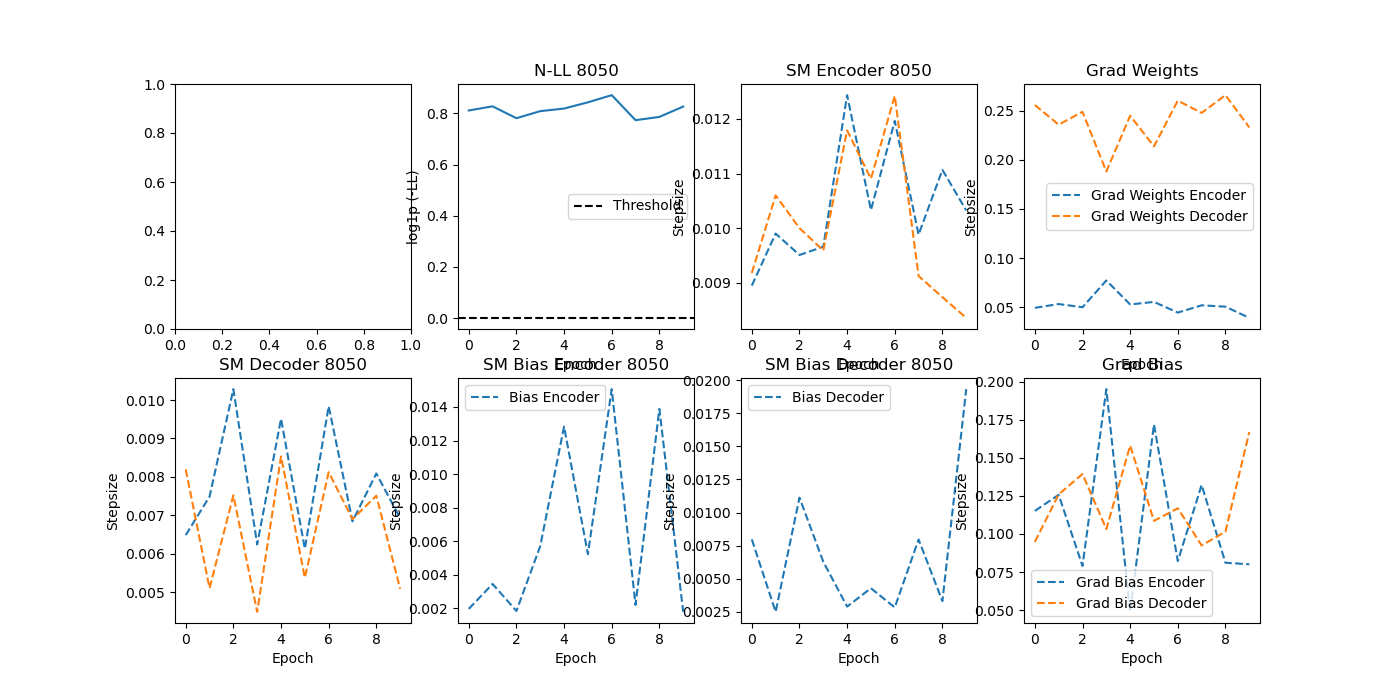 1.0
0.8
0.6
0.4
0.2
0.0
0.0 0.2 0.4 0.6 0.8 1.0
N-LL 8050
log1p (-LL)
0.8
0.6
0.4
0.2
0.0
Threshold
0 2 4 6 8
Epoch
SM Encoder 8050
Stepsize
0.012
0.011
0.010
0.009
0 2 4 6 8
Epoch
Grad Weights
Stepsize
0.25
0.20
0.15
0.10
0.05
Grad Weights Encoder
Grad Weights Decoder
0 2 4 6 8
Epoch
SM Decoder 8050
Stepsize
0.010
0.009
0.008
0.007
0.006
0.005
0 2 4 6 8
Epoch
SM Bias Encoder 8050
Stepsize
0.014
0.012
0.010
0.008
0.006
0.004
0.002
Bias Encoder
0 2 4 6 8
Epoch
SM Bias Decoder 8050
Stepsize
0.0200
0.0175
0.0150
0.0125
0.0100
0.0075
0.0050
0.0025
Bias Decoder
0 2 4 6 8
Epoch
Grad Bias
Stepsize
0.200
0.175
0.150
0.125
0.100
0.075
0.050
Grad Bias Encoder
Grad Bias Decoder
0 2 4 6 8
Epoch